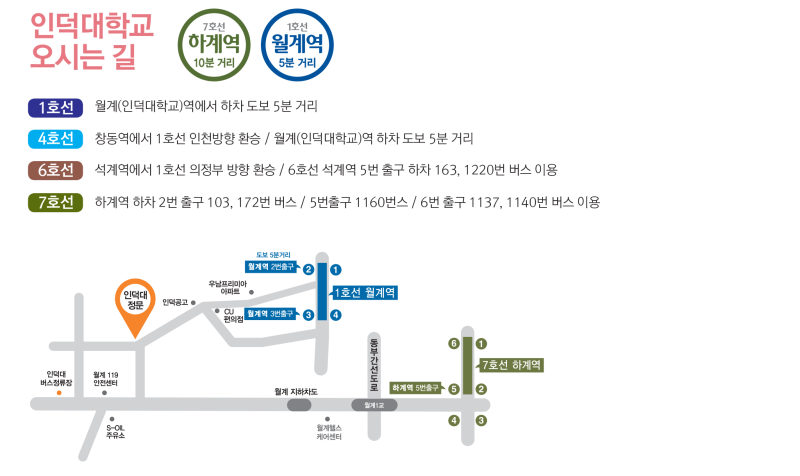 인덕대학교
오시는 길
7호선
하계역
10분 거리
1호선
월계역
5분 거리
1호선 월계(인덕대학교)역에서 하차 도보 5분 거리
4호선 창동역에서 1호선 인천방향 환승 / 월계(인덕대학교)역 하차 도보 5분 거리
6호선 석계역에서 1호선 의정부 방향 환승 / 6호선 석계역 5번 출구 하차 163, 1220번 버스 이용
7호선 하계역 하차 2번 출구 103, 172번 버스 / 5번출구 1160번스 / 6번 출구 1137, 1140번 버스 이용
도보 5분거리
월계역 2번출구
2
1
우남프리미아
아파트
인덕대
정문
인덕공고
CU
편의점
월계역 3번출구
3
4
1호선 월계역
동부간선도로
6
1
7호선 하계역
인덕대
버스정류장
월계 119
안전센터
월계 지하차도
하계역 5번출구
5
2
월계1교
S-OIL
주유소
월계헬스
케어센터
4
3